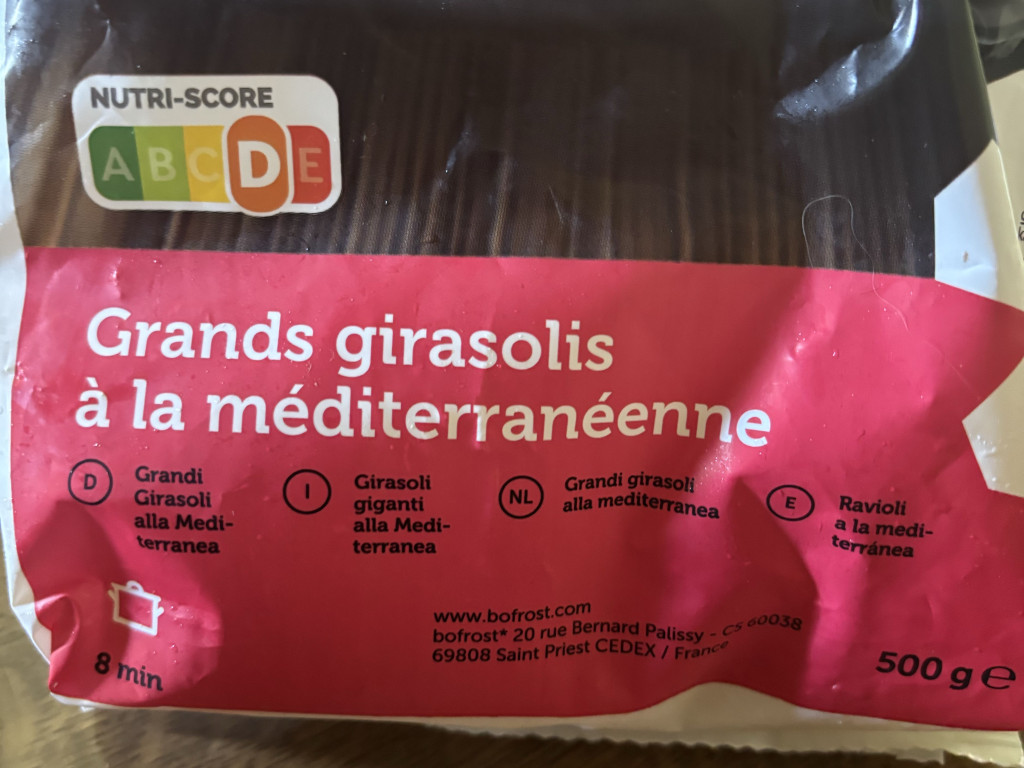 NUTRI-SCORE
A B C D E
Grands girasolis
à la méditerranéenne
D
Grandi
Girasoli
alla Medi-
terranea
I
Girasoli
giganti
alla Medi-
terranea
NL
Grandi girasoli
alla mediterranea
E
Ravioli
a la medi-
terránea
8 min
www.bofrost.com
bofrost* 20 rue Bernard Palissy - CS 60038
69808 Saint Priest CEDEX / France
500 g e